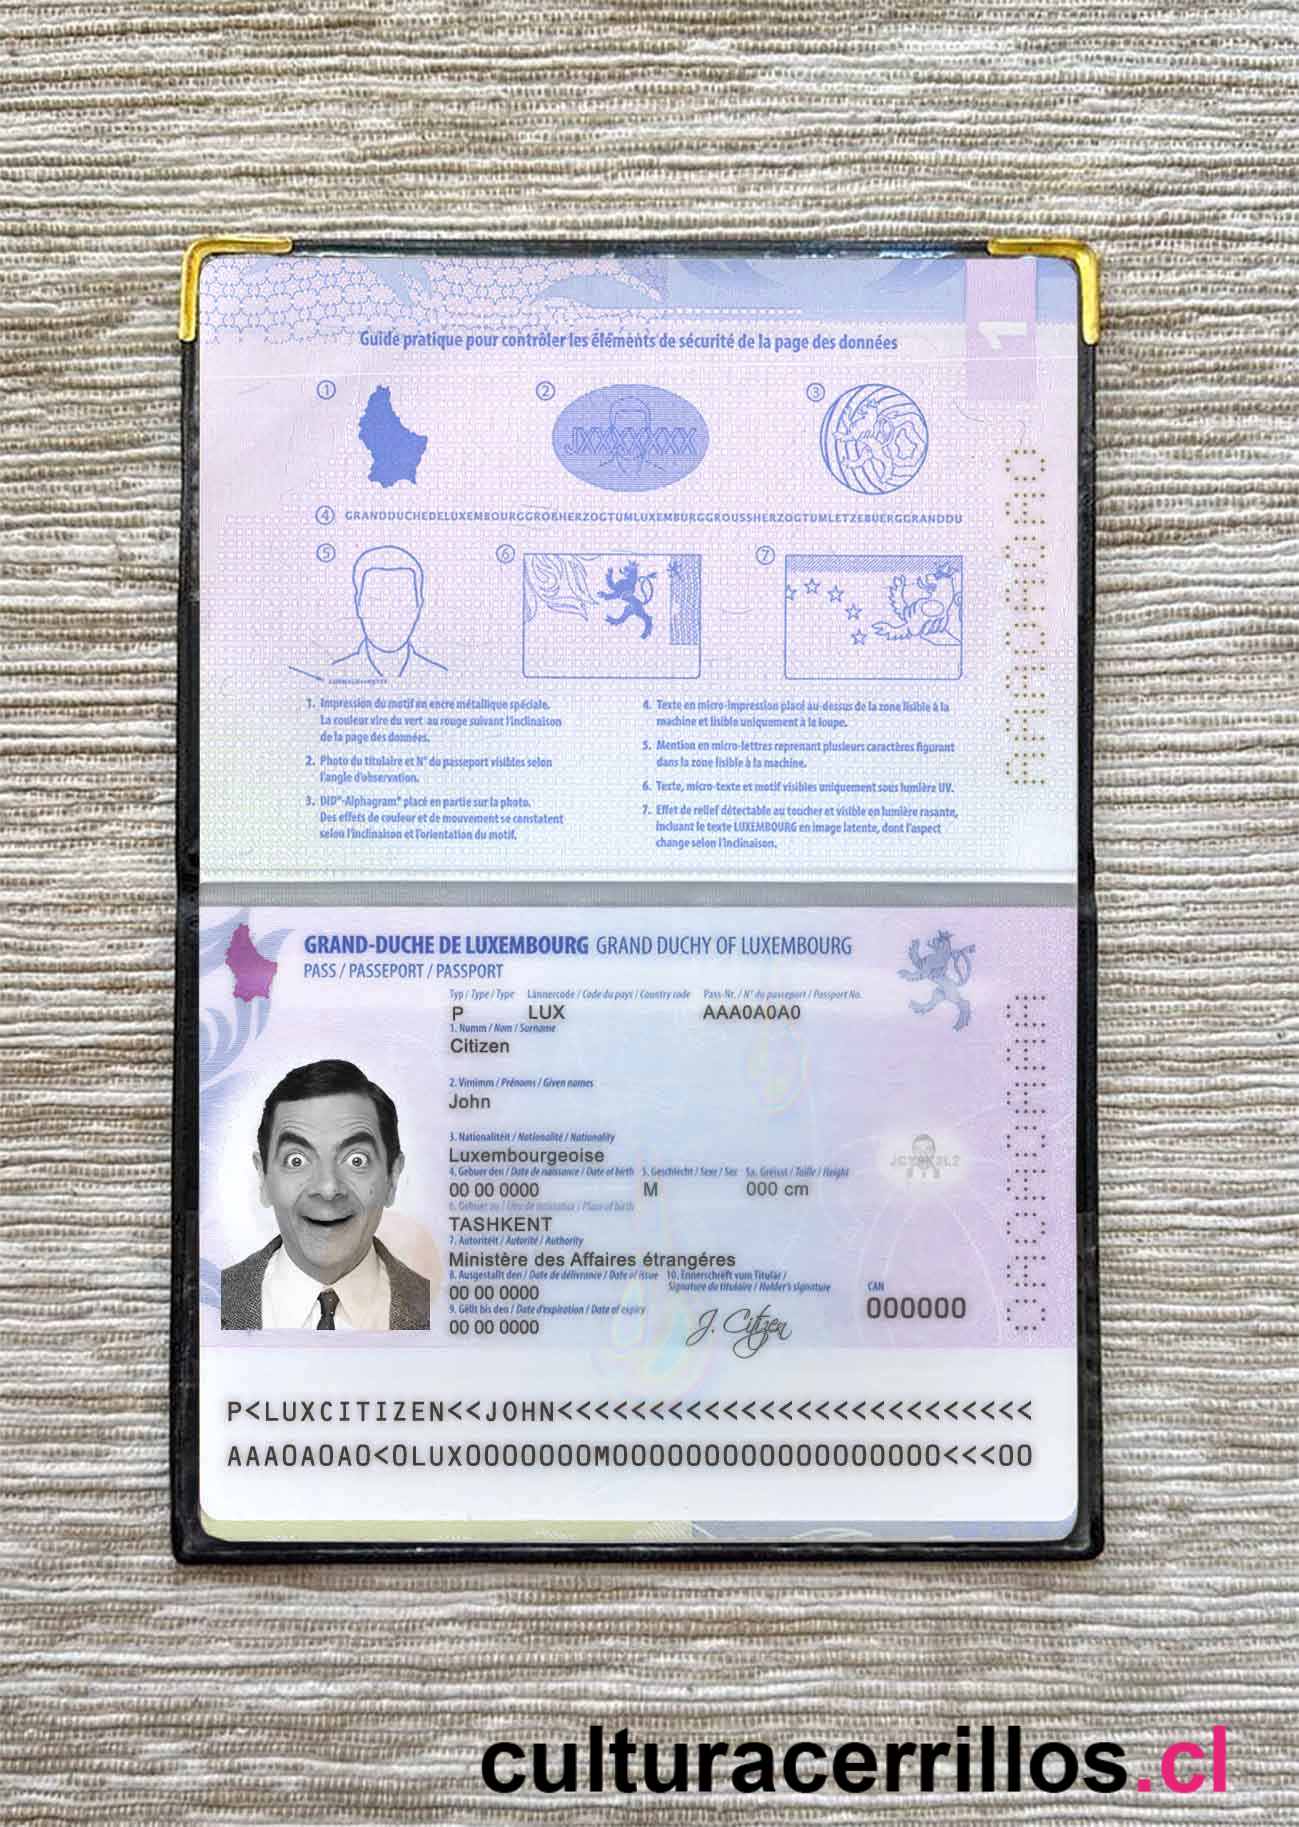 1
Guide pratique pour contrôler les éléments de sécurité de la page des données
1
2
3
JXXXXXXX
4 GRANDDUCHEDELUXEMBOURGGROßHERZOGTUMLUXEMBURGGROUSSHERZOGTUMLETZEBUERGGRANDDU
5
6
7
1. Impression du motif en encre métallique spéciale.
La couleur vire du vert au rouge suivant l'inclinaison
de la page des données.
2. Photo du titulaire et N° du passeport visibles selon
l'angle d'observation.
3. DID®-Alphagram® placé en partie sur la photo.
Des effets de couleur et de mouvement se constatent
selon l'inclinaison et l'orientation du motif.
4. Texte en micro-impression placé au-dessus de la zone lisible à la
machine et lisible uniquement à la loupe.
5. Mention en micro-lettres reprenant plusieurs caractères figurant
dans la zone lisible à la machine.
6. Texte, micro-texte et motif visibles uniquement sous lumière UV.
7. Effet de relief détectable au toucher et visible en lumière rasante,
incluant le texte LUXEMBOURG en image latente, dont l'aspect
change selon l'inclinaison.
GRAND-DUCHE DE LUXEMBOURG GRAND DUCHY OF LUXEMBOURG
PASS / PASSEPORT / PASSPORT
Typ / Type / Type Lännercode / Code du pays / Country code Pass-Nr. / N° du passeport / Passport No.
P LUX AAA0A0A0
1. Numm / Nom / Surname
Citizen
2. Virnimm / Prénoms / Given names
John
3. Nationalitéit / Nationalité / Nationality
Luxembourgeoise
4. Gebuer den / Date de naissance / Date of birth 5. Geschlecht / Sexe / Sex 5a. Gréisst / Taille / Height
00 00 0000 M 000 cm
6. Gebuer zu / Lieu de naissance / Place of birth
TASHKENT
7. Autoritéit / Autorité / Authority
Ministère des Affaires étrangéres
8. Ausgestallt den / Date de délivrance / Date of issue 10. Ënnerschrëft vum Titulär /
Signature du titulaire / Holder's signature
00 00 0000
9. Gëllt bis den / Date d'expiration / Date of expiry
00 00 0000
J. Citizen
CAN
000000
P<LUXCITIZEN<<JOHN<<<<<<<<<<<<<<<<<<<<<<<<<<
AAA0A0A0<0LUX0000000M000000000000000000<<<00
culturacerrillos.cl